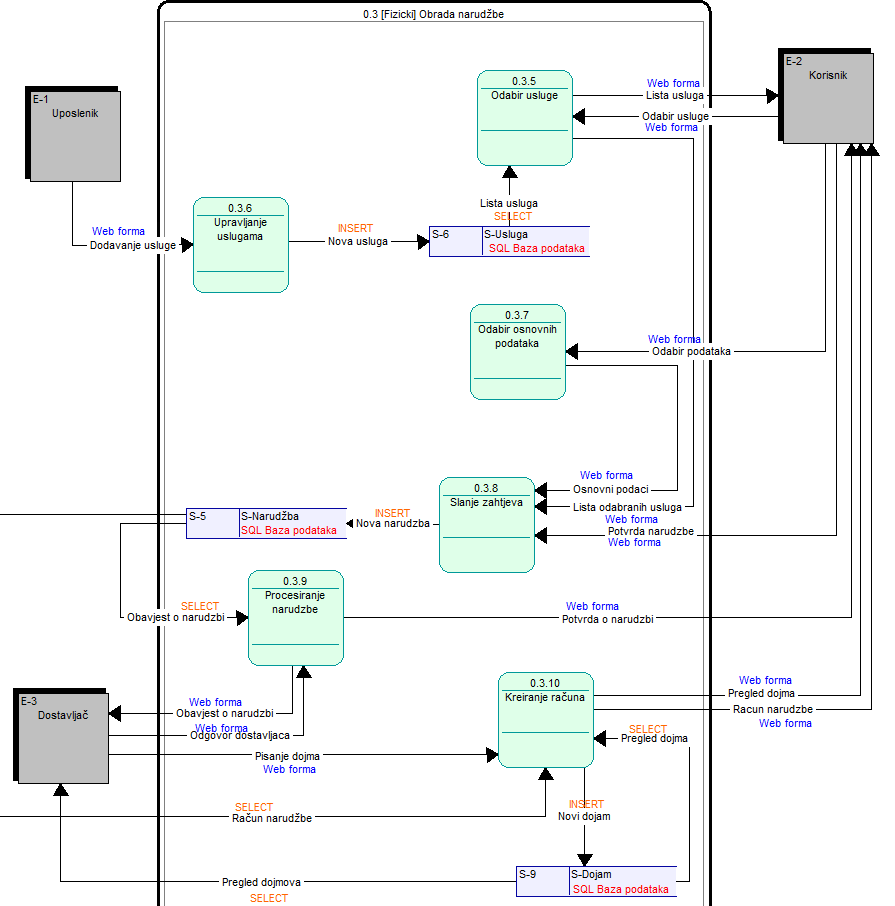 0.3 [Fizicki] Obrada narudžbe
E-1
Uposlenik
E-2
Korisnik
0.3.5
Odabir usluge
Web forma
Lista usluga
Odabir usluge
Web forma
Lista usluga
SELECT
0.3.6
Upravljanje
uslugama
Web forma
Dodavanje usluge
INSERT
Nova usluga
S-6
S-Usluga
SQL Baza podataka
0.3.7
Odabir osnovnih
podataka
Web forma
Odabir podataka
0.3.8
Slanje zahtjeva
Web forma
Osnovni podaci
Lista odabranih usluga
Web forma
Potvrda narudzbe
Web forma
INSERT
Nova narudzba
S-5
S-Narudžba
SQL Baza podataka
0.3.9
Procesiranje
narudzbe
SELECT
Obavjest o narudzbi
Web forma
Potvrda o narudzbi
E-3
Dostavljač
Web forma
Obavjest o narudzbi
Web forma
Odgovor dostavljaca
Pisanje dojma
Web forma
0.3.10
Kreiranje računa
Web forma
Pregled dojma
Racun narudzbe
Web forma
SELECT
Pregled dojma
SELECT
Račun narudžbe
INSERT
Novi dojam
S-9
S-Dojam
SQL Baza podataka
Pregled dojmova
SELECT